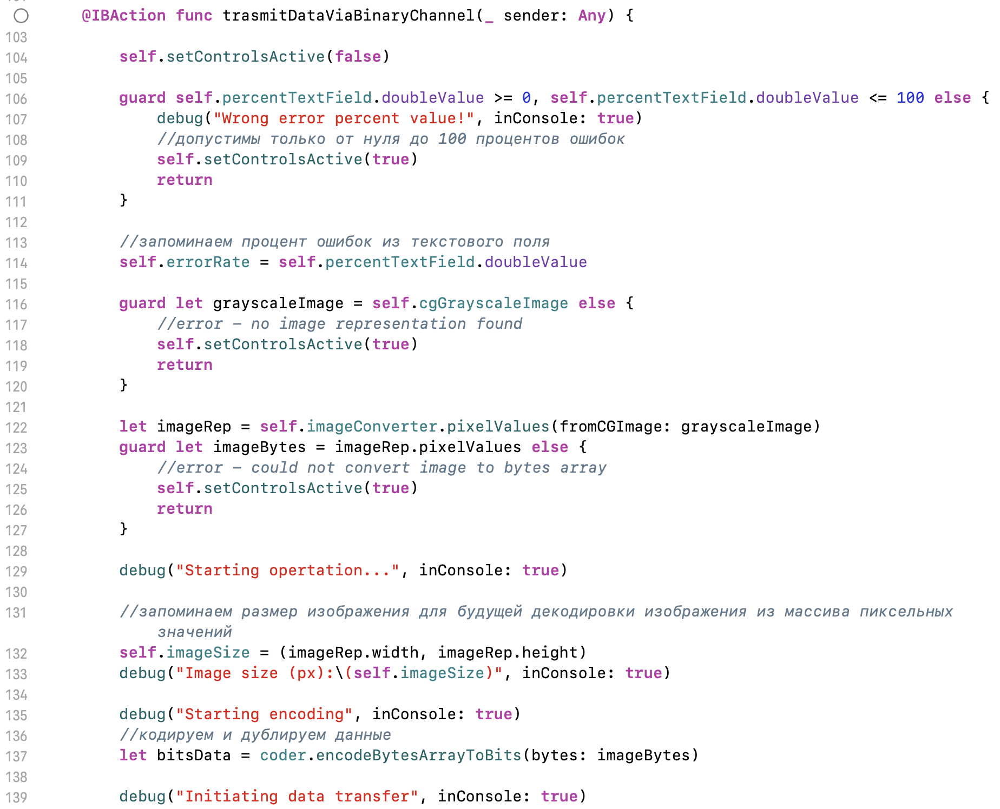 @IBAction func trasmitDataViaBinaryChannel(_ sender: Any) {
103
104 self.setControlsActive(false)
105
106 guard self.percentTextField.doubleValue >= 0, self.percentTextField.doubleValue <= 100 else {
107 debug("Wrong error percent value!", inConsole: true)
108 //допустимы только от нуля до 100 процентов ошибок
109 self.setControlsActive(true)
110 return
111 }
112
113 //запоминаем процент ошибок из текстового поля
114 self.errorRate = self.percentTextField.doubleValue
115
116 guard let grayscaleImage = self.cgGrayscaleImage else {
117 //error – no image representation found
118 self.setControlsActive(true)
119 return
120 }
121
122 let imageRep = self.imageConverter.pixelValues(fromCGImage: grayscaleImage)
123 guard let imageBytes = imageRep.pixelValues else {
124 //error – could not convert image to bytes array
125 self.setControlsActive(true)
126 return
127 }
128
129 debug("Starting opertation...", inConsole: true)
130
131 //запоминаем размер изображения для будущей декодировки изображения из массива пиксельных
значений
132 self.imageSize = (imageRep.width, imageRep.height)
133 debug("Image size (px):\(self.imageSize)", inConsole: true)
134
135 debug("Starting encoding", inConsole: true)
136 //кодируем и дублируем данные
137 let bitsData = coder.encodeBytesArrayToBits(bytes: imageBytes)
138
139 debug("Initiating data transfer", inConsole: true)